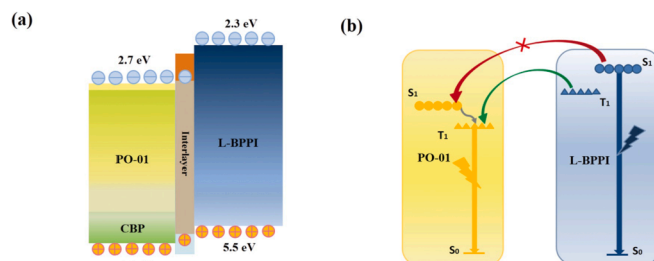 (a)
2.3 eV
2.7 eV
PO-01
Interlayer
L-BPPI
CBP
5.5 eV
(b)
S1
S1
T1
T1
PO-01
L-BPPI
S0
S0